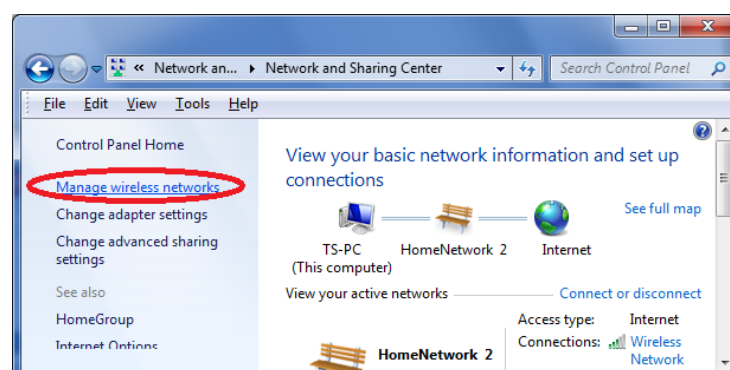 « Network an... ▸ Network and Sharing Center
Search Control Panel
File Edit View Tools Help
Control Panel Home
Manage wireless networks
Change adapter settings
Change advanced sharing
settings
See also
HomeGroup
Internet Options
View your basic network information and set up
connections
See full map
TS-PC HomeNetwork 2 Internet
(This computer)
View your active networks Connect or disconnect
HomeNetwork 2
Access type: Internet
Connections: Wireless
Network